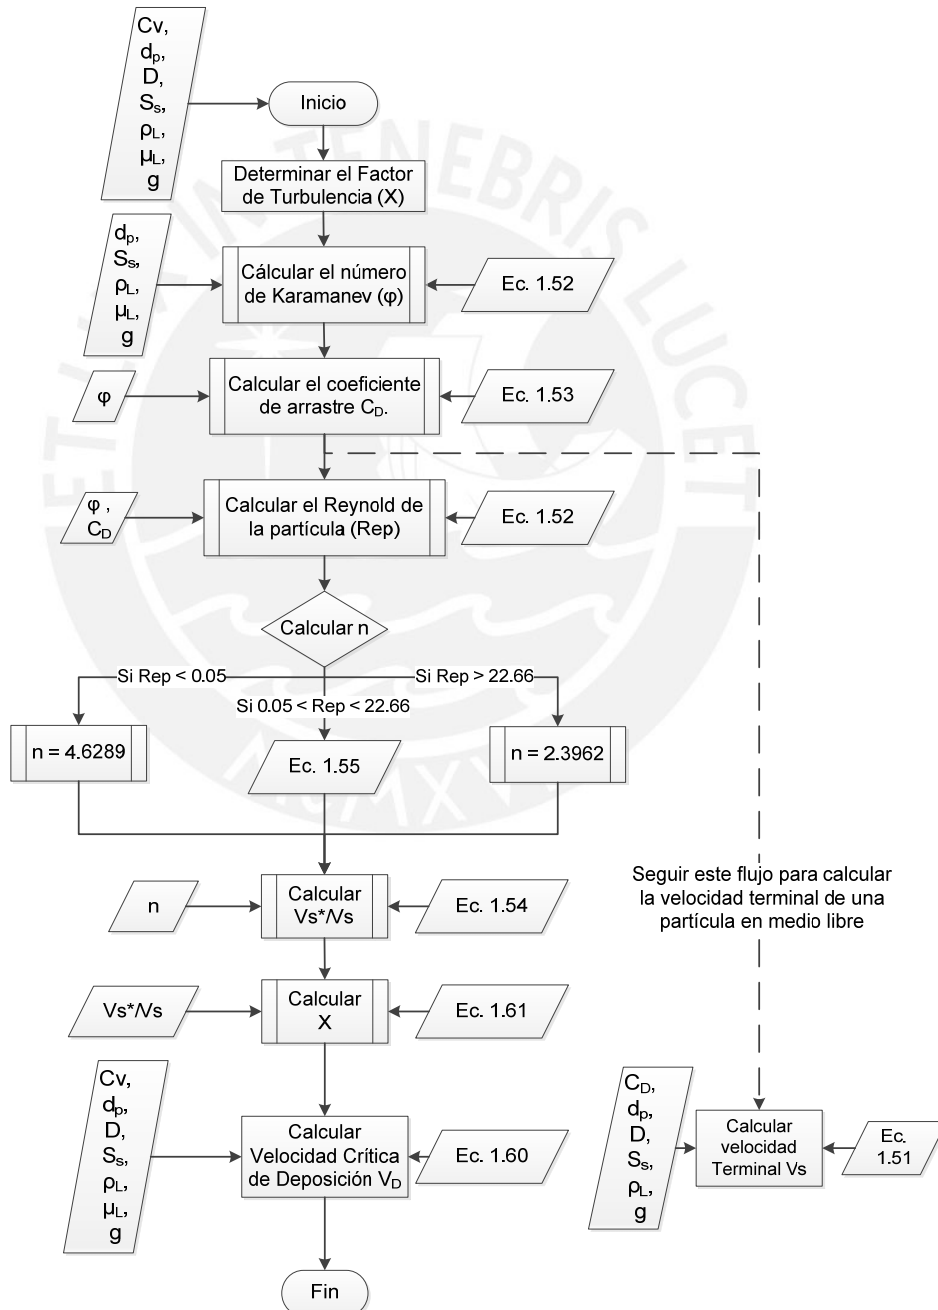 Cv,
dp,
D,
Ss,
ρL,
μL,
g
Inicio
Determinar el Factor
de Turbulencia (X)
dp,
Ss,
ρL,
μL,
g
Cálcular el número
de Karamanev (φ)
Ec. 1.52
φ
Calcular el coeficiente
de arrastre CD.
Ec. 1.53
φ ,
CD
Calcular el Reynold de
la partícula (Rep)
Ec. 1.52
Calcular n
Si Rep < 0.05
Si Rep > 22.66
Si 0.05 < Rep < 22.66
n = 4.6289
Ec. 1.55
n = 2.3962
n
Calcular
Vs*/Vs
Ec. 1.54
Seguir este flujo para calcular
la velocidad terminal de una
partícula en medio libre
Vs*/Vs
Calcular
X
Ec. 1.61
Cv,
dp,
D,
Ss,
ρL,
μL,
g
Calcular
Velocidad Crítica
de Deposición VD
Ec. 1.60
CD,
dp,
D,
Ss,
ρL,
g
Calcular
velocidad
Terminal Vs
Ec.
1.51
Fin
ET LUX IN TENEBRIS LUCET